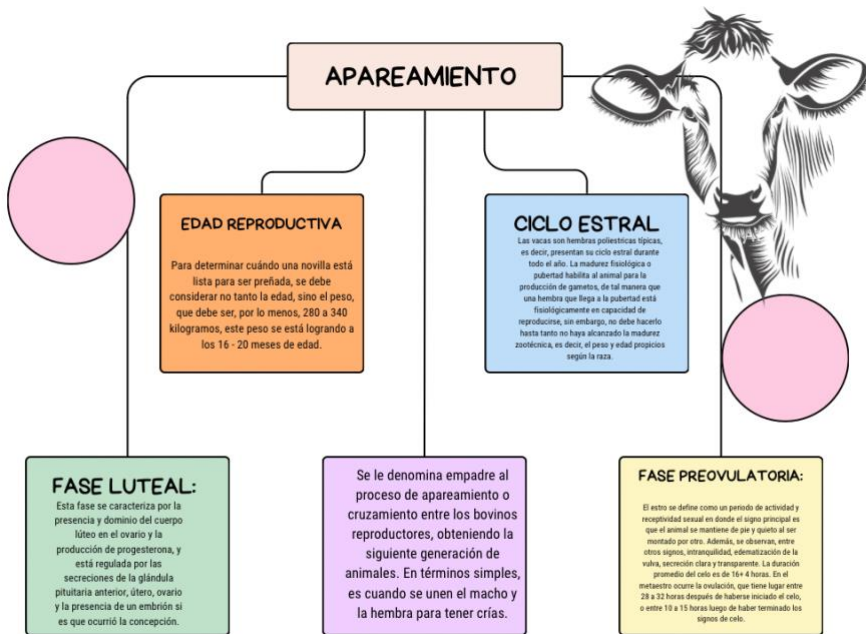 APAREAMIENTO
EDAD REPRODUCTIVA
Para determinar cuándo una novilla está
lista para ser preñada, se debe
considerar no tanto la edad, sino el peso,
que debe ser, por lo menos, 280 a 340
kilogramos, este peso se está logrando a
los 16 - 20 meses de edad.
CICLO ESTRAL
Las vacas son hembras poliestricas típicas,
es decir, presentan su ciclo estral durante
todo el año. La madurez fisiológica o
pubertad habilita al animal para la
producción de gametos, de tal manera que
una hembra que llega a la pubertad está
fisiológicamente en capacidad de
reproducirse, sin embargo, no debe hacerlo
hasta tanto no haya alcanzado la madurez
zootécnica, es decir, el peso y edad propicios
según la raza.
FASE LUTEAL:
Esta fase se caracteriza por la
presencia y dominio del cuerpo
lúteo en el ovario y la
producción de progesterona, y
está regulada por las
secreciones de la glándula
pituitaria anterior, útero, ovario
y la presencia de un embrión si
es que ocurrió la concepción.
Se le denomina empadre al
proceso de apareamiento o
cruzamiento entre los bovinos
reproductores, obteniendo la
siguiente generación de
animales. En términos simples,
es cuando se unen el macho y
la hembra para tener crías.
FASE PREOVULATORIA:
El estro se define como un periodo de actividad y
receptividad sexual en donde el signo principal es
que el animal se mantiene de pie y quieto al ser
montado por otro. Además, se observan, entre
otros signos, intranquilidad, edematización de la
vulva, secreción clara y transparente. La duración
promedio del celo es de 16+ 4 horas. En el
metaestro ocurre la ovulación, que tiene lugar entre
28 a 32 horas después de haberse iniciado el celo,
o entre 10 a 15 horas luego de haber terminado los
signos de celo.